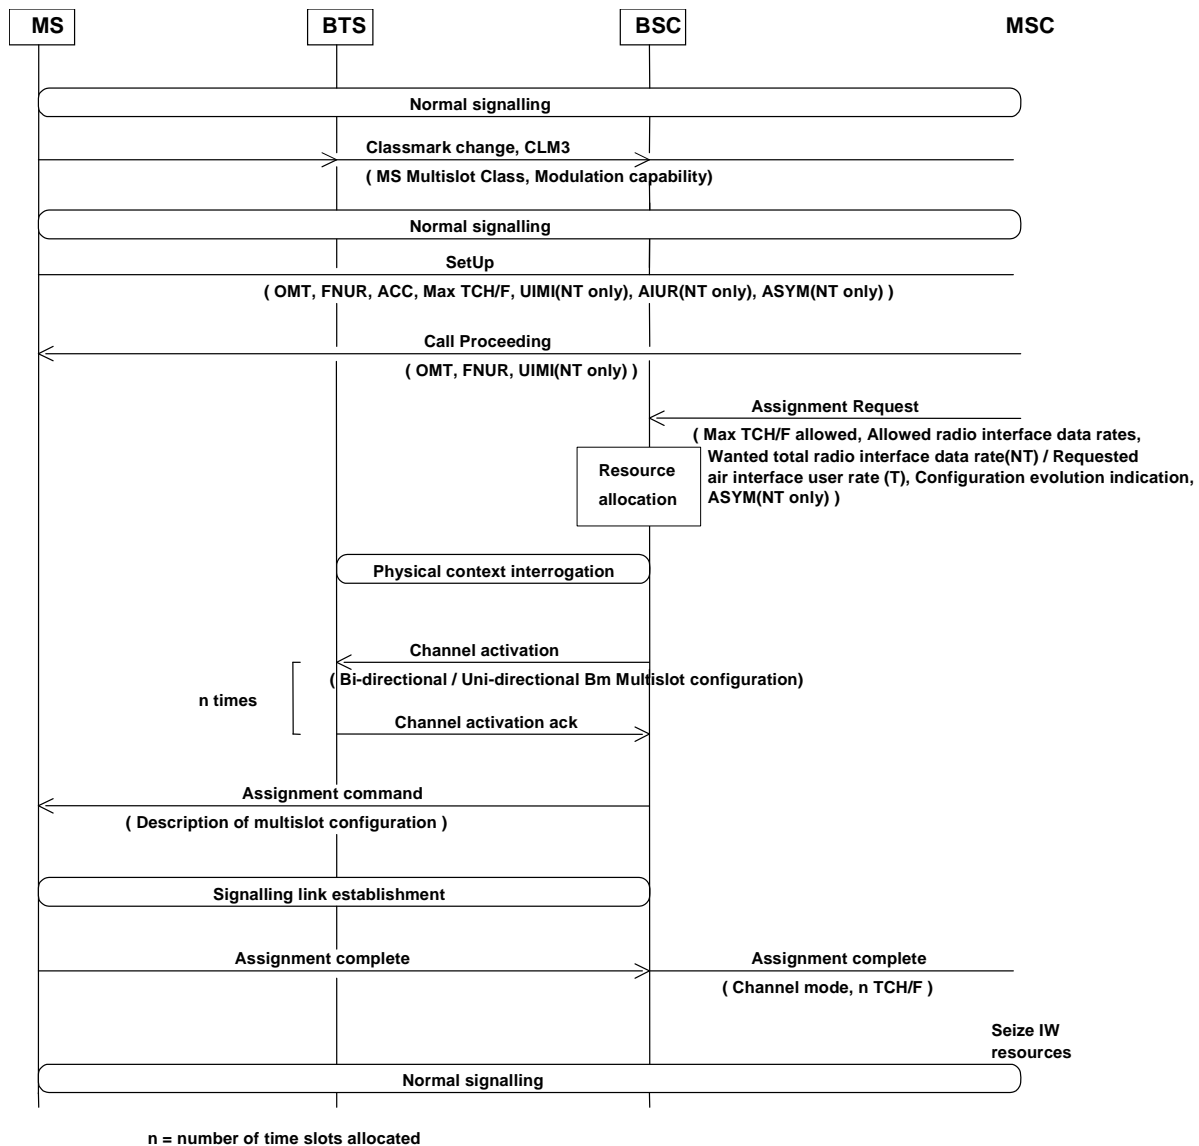 MS BTS BSC MSC
Normal signalling
Classmark change, CLM3
( MS Multislot Class, Modulation capability)
Normal signalling
SetUp
( OMT, FNUR, ACC, Max TCH/F, UIMI(NT only), AIUR(NT only), ASYM(NT only) )
Call Proceeding
( OMT, FNUR, UIMI(NT only) )
Assignment Request
( Max TCH/F allowed, Allowed radio interface data rates,
Wanted total radio interface data rate(NT) / Requested
air interface user rate (T), Configuration evolution indication,
ASYM(NT only) )
Resource
allocation
Physical context interrogation
Channel activation
( Bi-directional / Uni-directional Bm Multislot configuration)
n times
Channel activation ack
Assignment command
( Description of multislot configuration )
Signalling link establishment
Assignment complete Assignment complete
( Channel mode, n TCH/F )
Seize IW
resources
Normal signalling
n = number of time slots allocated